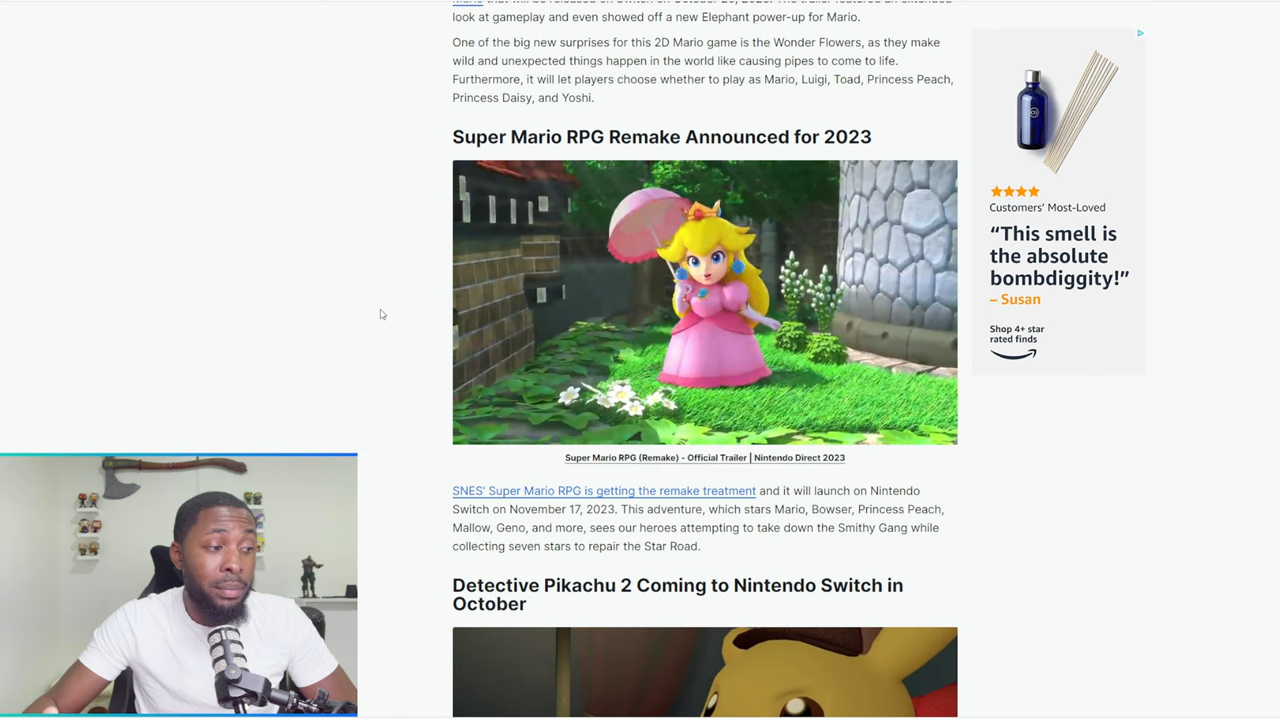 look at gameplay and even showed off a new Elephant power-up for Mario.
One of the big new surprises for this 2D Mario game is the Wonder Flowers, as they make
wild and unexpected things happen in the world like causing pipes to come to life.
Furthermore, it will let players choose whether to play as Mario, Luigi, Toad, Princess Peach,
Princess Daisy, and Yoshi.
Super Mario RPG Remake Announced for 2023
Super Mario RPG (Remake) - Official Trailer | Nintendo Direct 2023
SNES' Super Mario RPG is getting the remake treatment and it will launch on Nintendo
Switch on November 17, 2023. This adventure, which stars Mario, Bowser, Princess Peach,
Mallow, Geno, and more, sees our heroes attempting to take down the Smithy Gang while
collecting seven stars to repair the Star Road.
Detective Pikachu 2 Coming to Nintendo Switch in
October
Customers' Most-Loved
“This smell is
the absolute
bombdiggity!”
– Susan
Shop 4+ star
rated finds